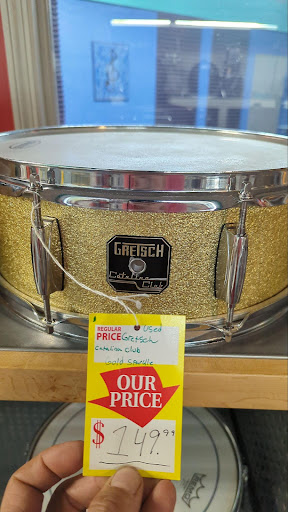 GRETSCH
Catalina
Club
REGULAR Used
PRICE Gretsch
Catalina Club
Gold Sparkle
OUR
PRICE
$149.99